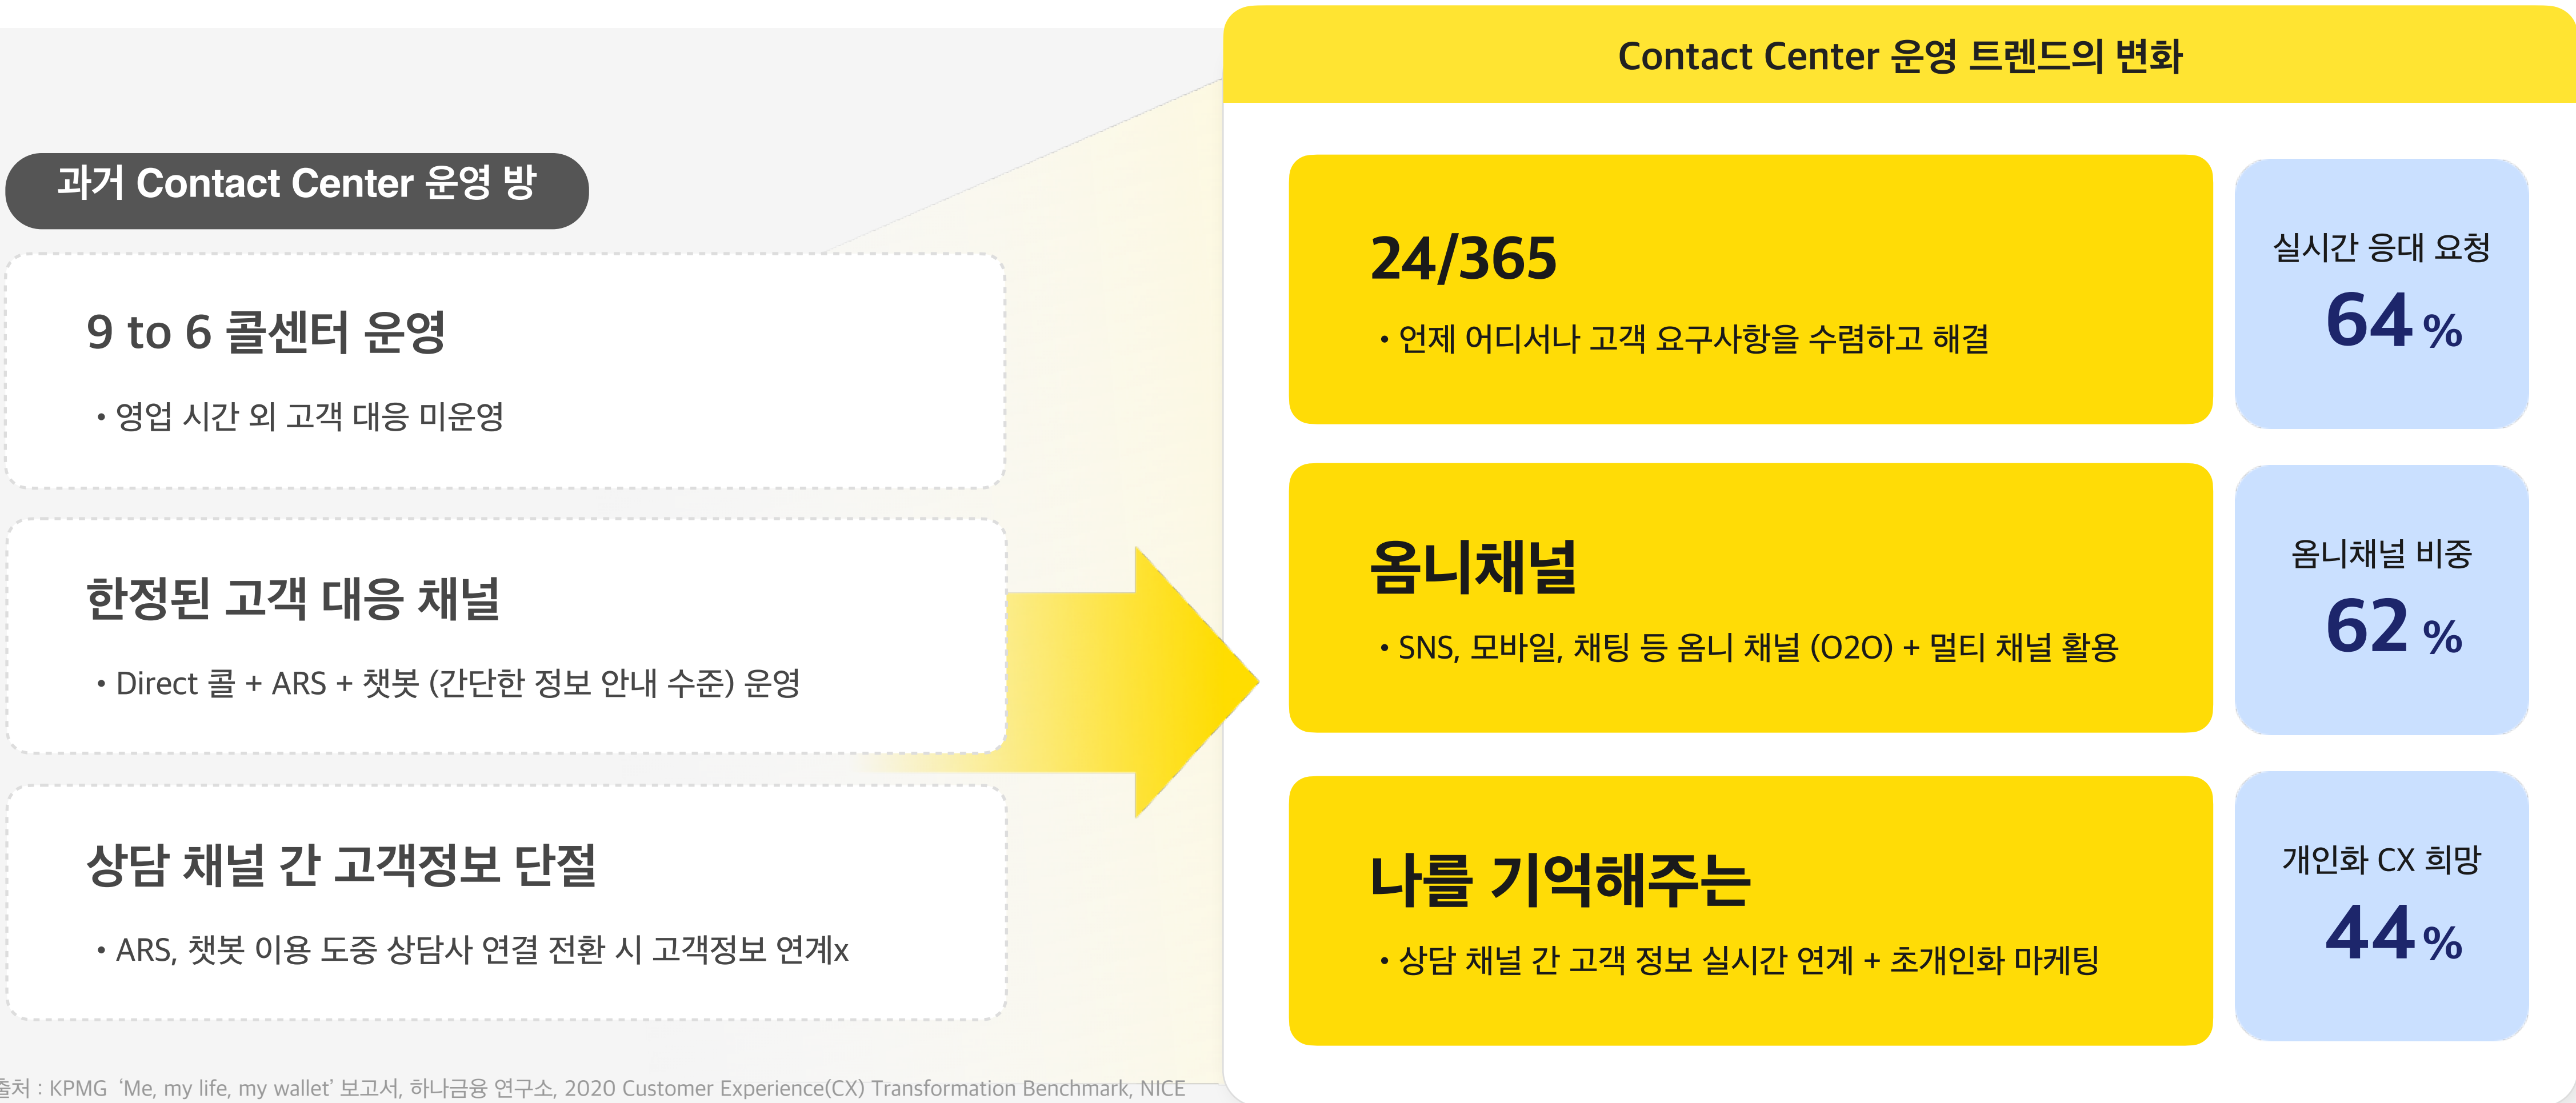 Contact Center 운영 트렌드의 변화
과거 Contact Center 운영 방
9 to 6 콜센터 운영
• 영업 시간 외 고객 대응 미운영
한정된 고객 대응 채널
• Direct 콜 + ARS + 챗봇 (간단한 정보 안내 수준) 운영
상담 채널 간 고객정보 단절
• ARS, 챗봇 이용 도중 상담사 연결 전환 시 고객정보 연계x
24/365
• 언제 어디서나 고객 요구사항을 수렴하고 해결
실시간 응대 요청
64 %
옴니채널
• SNS, 모바일, 채팅 등 옴니 채널 (O2O) + 멀티 채널 활용
옴니채널 비중
62 %
나를 기억해주는
• 상담 채널 간 고객 정보 실시간 연계 + 초개인화 마케팅
개인화 CX 희망
44 %
출처 : KPMG ‘Me, my life, my wallet’ 보고서, 하나금융 연구소, 2020 Customer Experience(CX) Transformation Benchmark, NICE